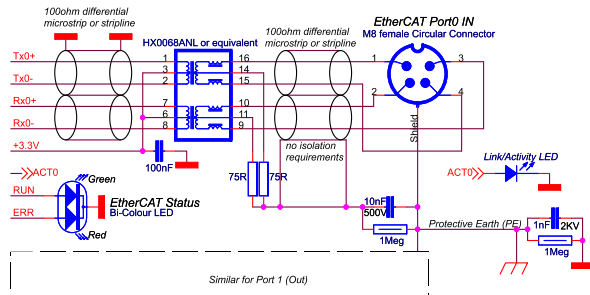 100ohm differential
microstrip or stripline
HX0068ANL or equivalent
100ohm differential
microstrip or stripline
EtherCAT Port0 IN
M8 female Circular Connector
Tx0+
Tx0-
Rx0+
Rx0-
+3.3V
1
3
2
7
6
8
16
14
15
10
11
9
1
3
2
4
Shield
no isolation
requirements
100nF
75R
75R
ACT0
RUN
ERR
Green
Red
EtherCAT Status
Bi-Colour LED
Link/Activity LED
ACT0
10nF
500V
1Meg
Protective Earth (PE)
1nF
2KV
1Meg
Similar for Port 1 (Out)